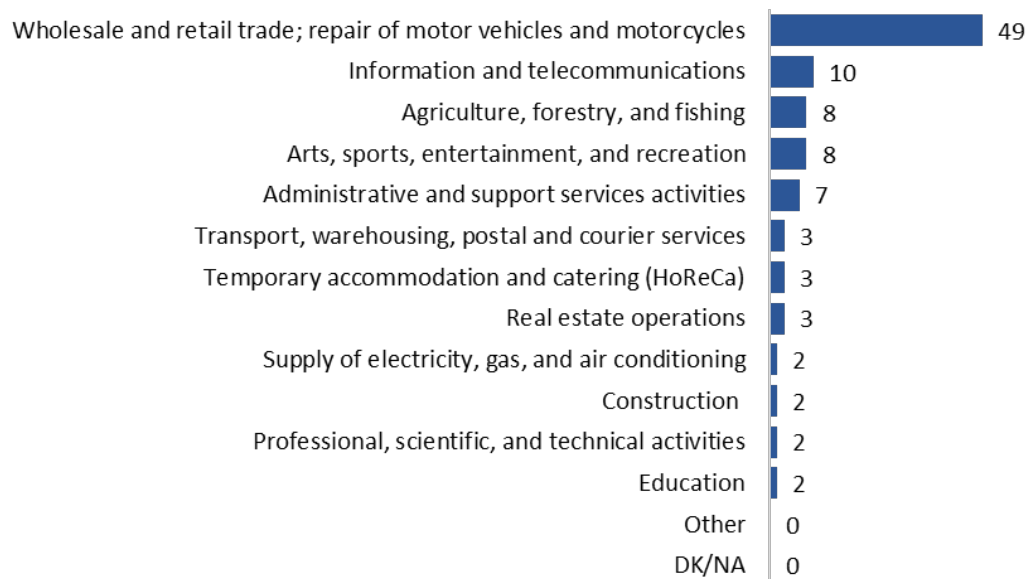 Wholesale and retail trade; repair of motor vehicles and motorcycles 49
Information and telecommunications 10
Agriculture, forestry, and fishing 8
Arts, sports, entertainment, and recreation 8
Administrative and support services activities 7
Transport, warehousing, postal and courier services 3
Temporary accommodation and catering (HoReCa) 3
Real estate operations 3
Supply of electricity, gas, and air conditioning 2
Construction 2
Professional, scientific, and technical activities 2
Education 2
Other 0
DK/NA 0